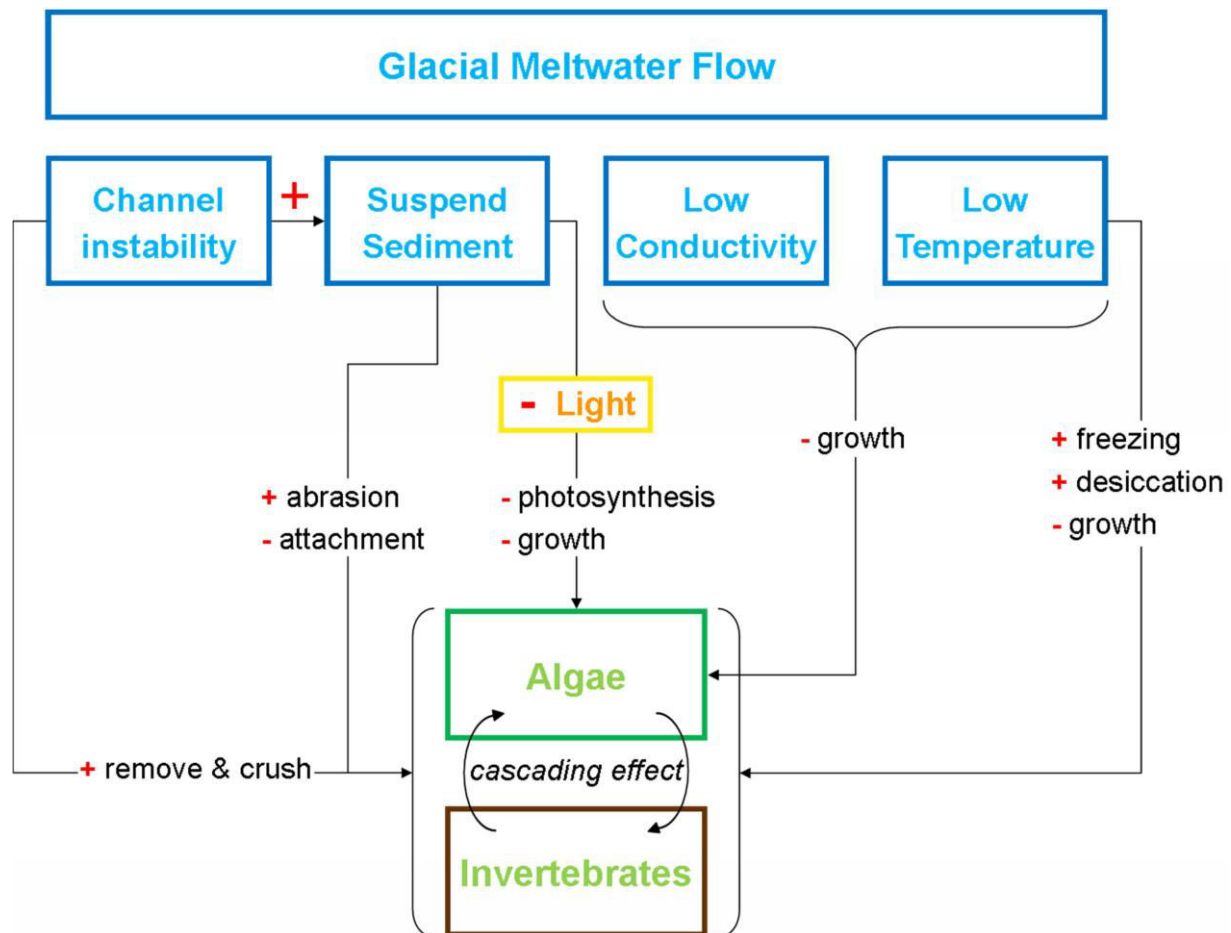 Glacial Meltwater Flow
Channel
instability
+
Suspend
Sediment
Low
Conductivity
Low
Temperature
- Light
- growth
+ freezing
+ desiccation
- growth
+ abrasion
- attachment
- photosynthesis
- growth
Algae
+ remove & crush
cascading effect
Invertebrates